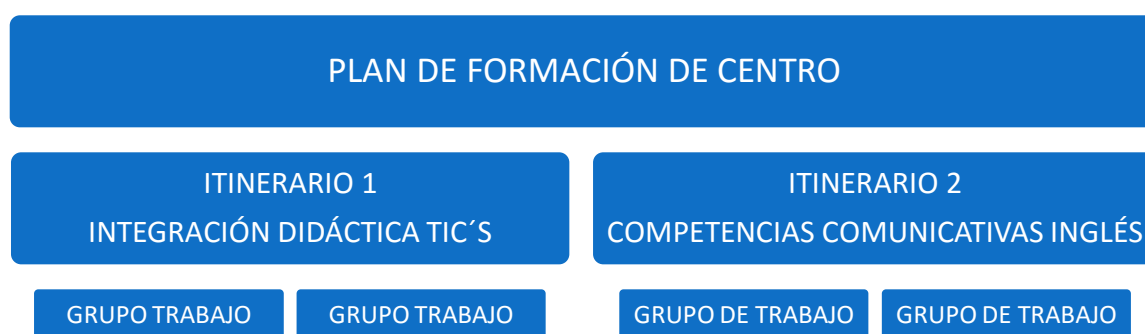 PLAN DE FORMACIÓN DE CENTRO
ITINERARIO 1
INTEGRACIÓN DIDÁCTICA TIC´S
ITINERARIO 2
COMPETENCIAS COMUNICATIVAS INGLÉS
GRUPO TRABAJO
GRUPO TRABAJO
GRUPO DE TRABAJO
GRUPO DE TRABAJO